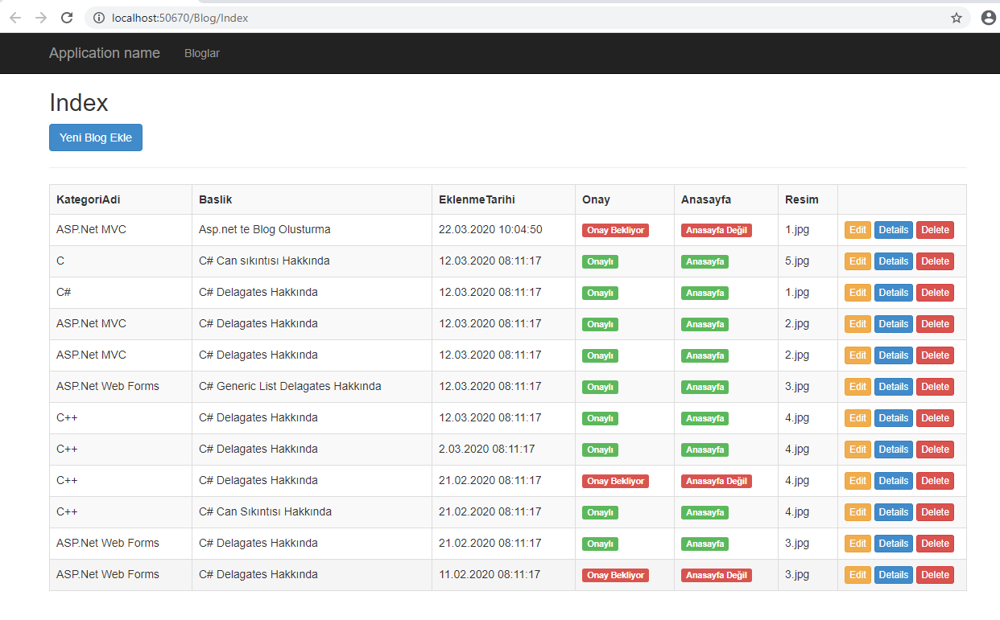 localhost:50670/Blog/Index
Application name Bloglar
Index
Yeni Blog Ekle
KategoriAdi Baslik EklenmeTarihi Onay Anasayfa Resim
ASP.Net MVC Asp.net te Blog Olusturma 22.03.2020 10:04:50 Onay Bekliyor Anasayfa Değil 1.jpg Edit Details Delete
C C# Can sıkıntısı Hakkında 12.03.2020 08:11:17 Onaylı Anasayfa 5.jpg Edit Details Delete
C# C# Delagates Hakkında 12.03.2020 08:11:17 Onaylı Anasayfa 1.jpg Edit Details Delete
ASP.Net MVC C# Delagates Hakkında 12.03.2020 08:11:17 Onaylı Anasayfa 2.jpg Edit Details Delete
ASP.Net MVC C# Delagates Hakkında 12.03.2020 08:11:17 Onaylı Anasayfa 2.jpg Edit Details Delete
ASP.Net Web Forms C# Generic List Delagates Hakkında 12.03.2020 08:11:17 Onaylı Anasayfa 3.jpg Edit Details Delete
C++ C# Delagates Hakkında 12.03.2020 08:11:17 Onaylı Anasayfa 4.jpg Edit Details Delete
C++ C# Delagates Hakkında 2.03.2020 08:11:17 Onaylı Anasayfa 4.jpg Edit Details Delete
C++ C# Delagates Hakkında 21.02.2020 08:11:17 Onay Bekliyor Anasayfa Değil 4.jpg Edit Details Delete
C++ C# Can Sıkıntısı Hakkında 21.02.2020 08:11:17 Onaylı Anasayfa 4.jpg Edit Details Delete
ASP.Net Web Forms C# Delagates Hakkında 21.02.2020 08:11:17 Onaylı Anasayfa 3.jpg Edit Details Delete
ASP.Net Web Forms C# Delagates Hakkında 11.02.2020 08:11:17 Onay Bekliyor Anasayfa Değil 3.jpg Edit Details Delete